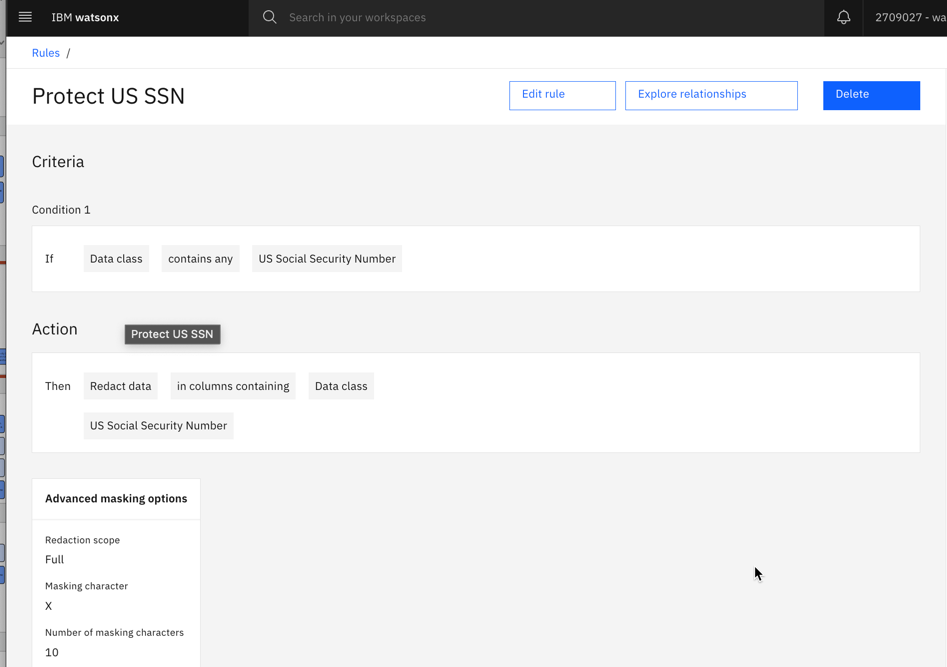 IBM watsonx
Search in your workspaces
2709027 - wa
Rules /
Protect US SSN
Edit rule
Explore relationships
Delete
Criteria
Condition 1
If Data class contains any US Social Security Number
Action
Protect US SSN
Then Redact data in columns containing Data class
US Social Security Number
Advanced masking options
Redaction scope
Full
Masking character
X
Number of masking characters
10